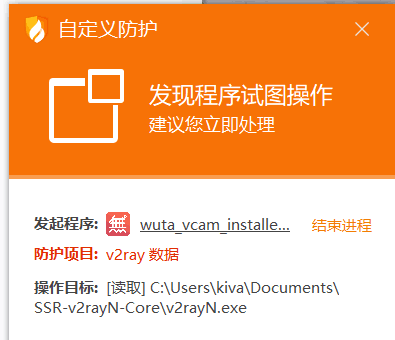 自定义防护
发现程序试图操作
建议您立即处理
发起程序: 無 wuta_vcam_installe... 结束进程
防护项目: v2ray 数据
操作目标: [读取] C:\Users\kiva\Documents\
SSR-v2rayN-Core\v2rayN.exe